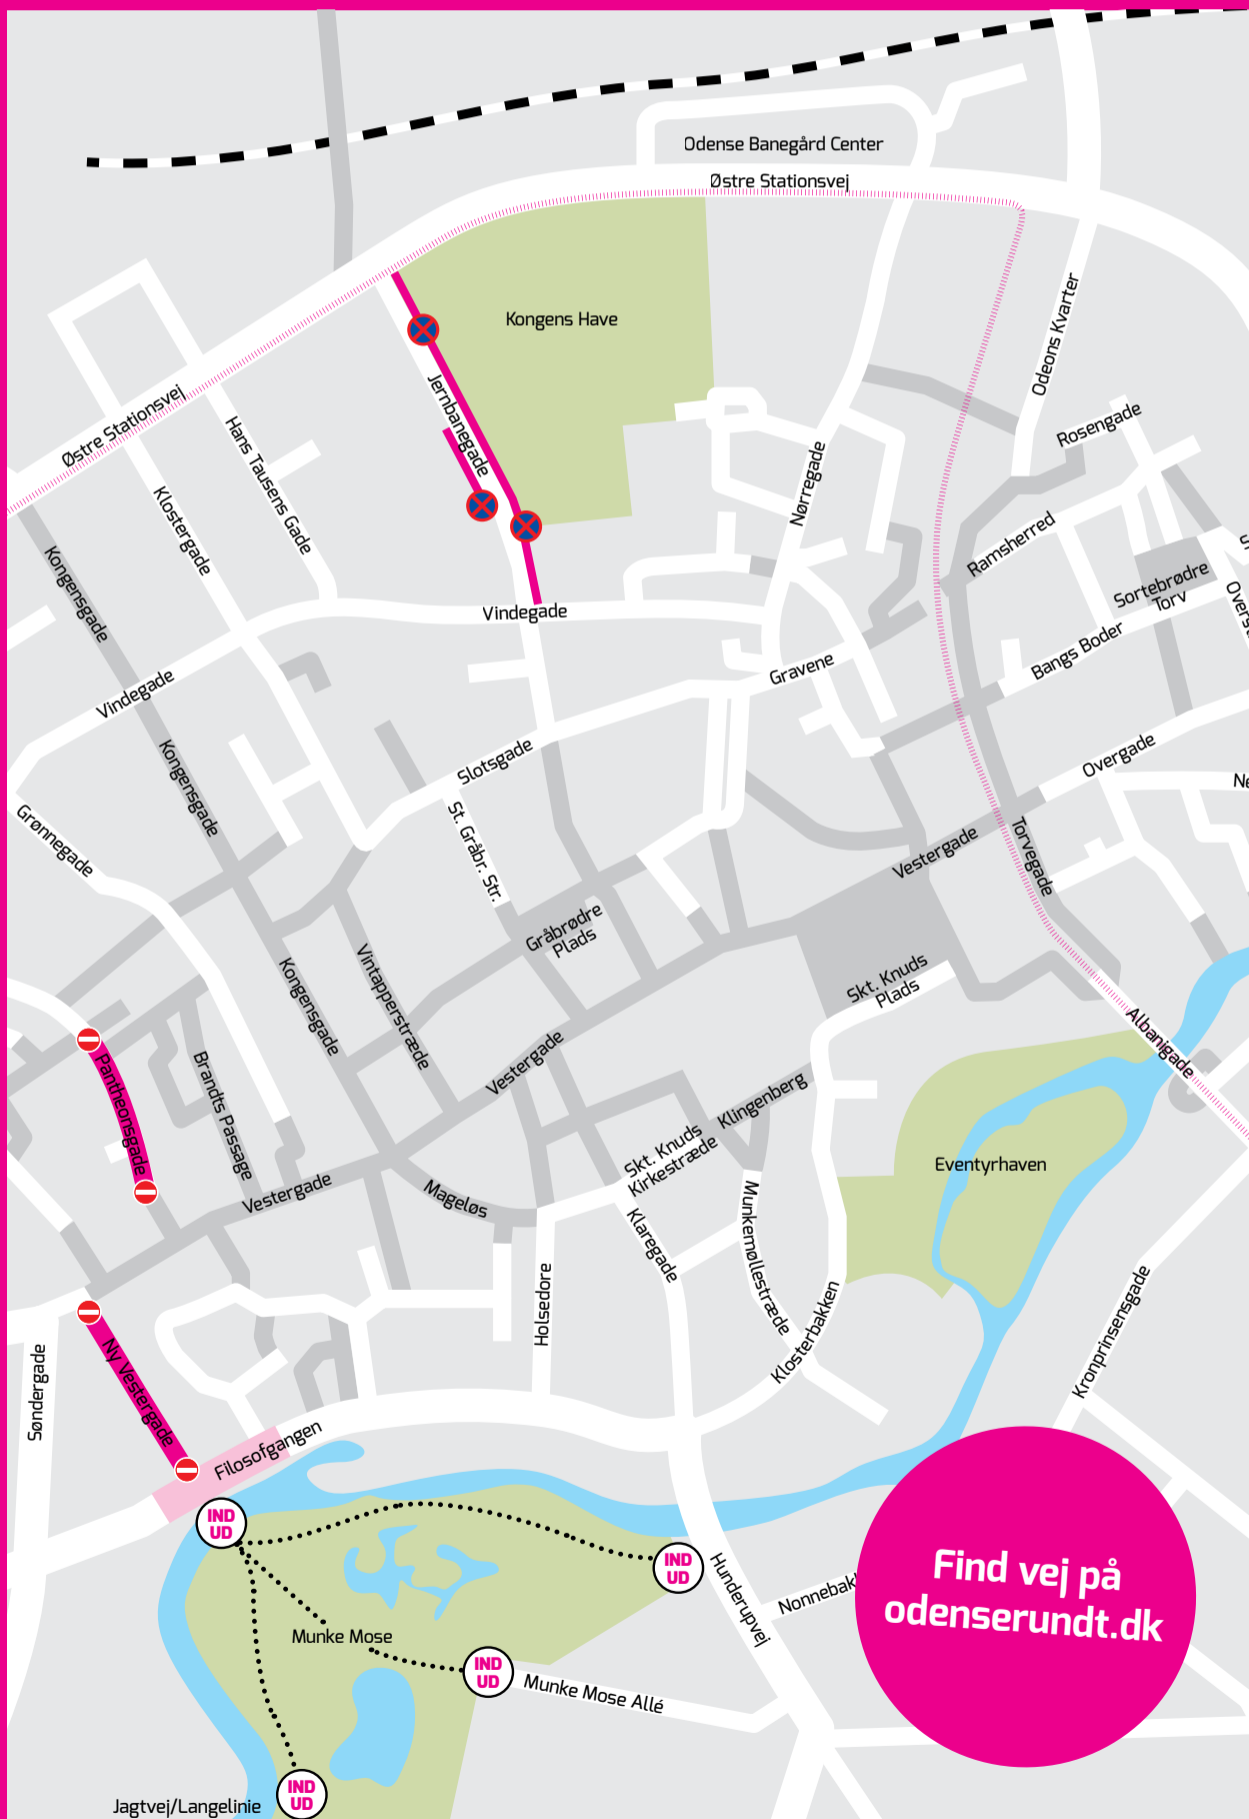 Odense Banegård Center
Østre Stationsvej
Kongens Have
Odeons Kvarter
Jernbanegade
Østre Stationsvej
Hans Tausens Gade
Rosengade
Klostergade
Nørregade
Ramsherred
Kongensgade
Sortebrødre
Torv
Vindegade
Bangs Boder
Gravene
Vindegade
Kongensgade
Slotsgade
Overgade
Grønnegade
St. Gråbr. Str.
Vestergade
Torvegade
Gråbrødre
Plads
Vintapperstræde
Kongensgade
Skt. Knuds
Plads
Albanigade
Pantheonsgade
Brandts Passage
Vestergade
Klingenberg
Skt. Knuds
Kirkestræde
Eventyrhaven
Vestergade
Mageløs
Klaregade
Munkemøllestræde
Holsedore
Klosterbakken
Kronprinsensgade
Søndergade
Ny Vestergade
Filosofgangen
IND
UD
IND
UD
Hunderupvej
Find vej på
odenserundt.dk
Munke Mose
IND
UD
Munke Mose Allé
IND
UD
Jagtvej/Langelinie